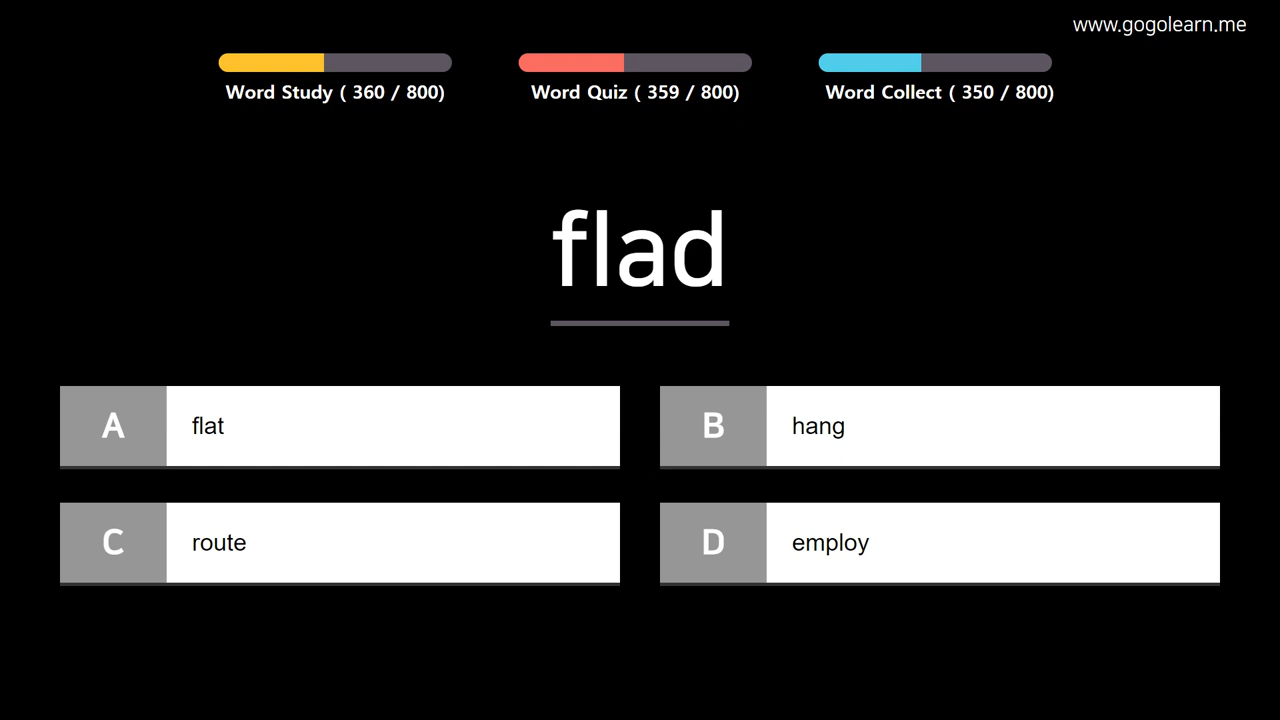 www.gogolearn.me
Word Study ( 360 / 800)
Word Quiz ( 359 / 800)
Word Collect ( 350 / 800)
flad
A flat
B hang
C route
D employ